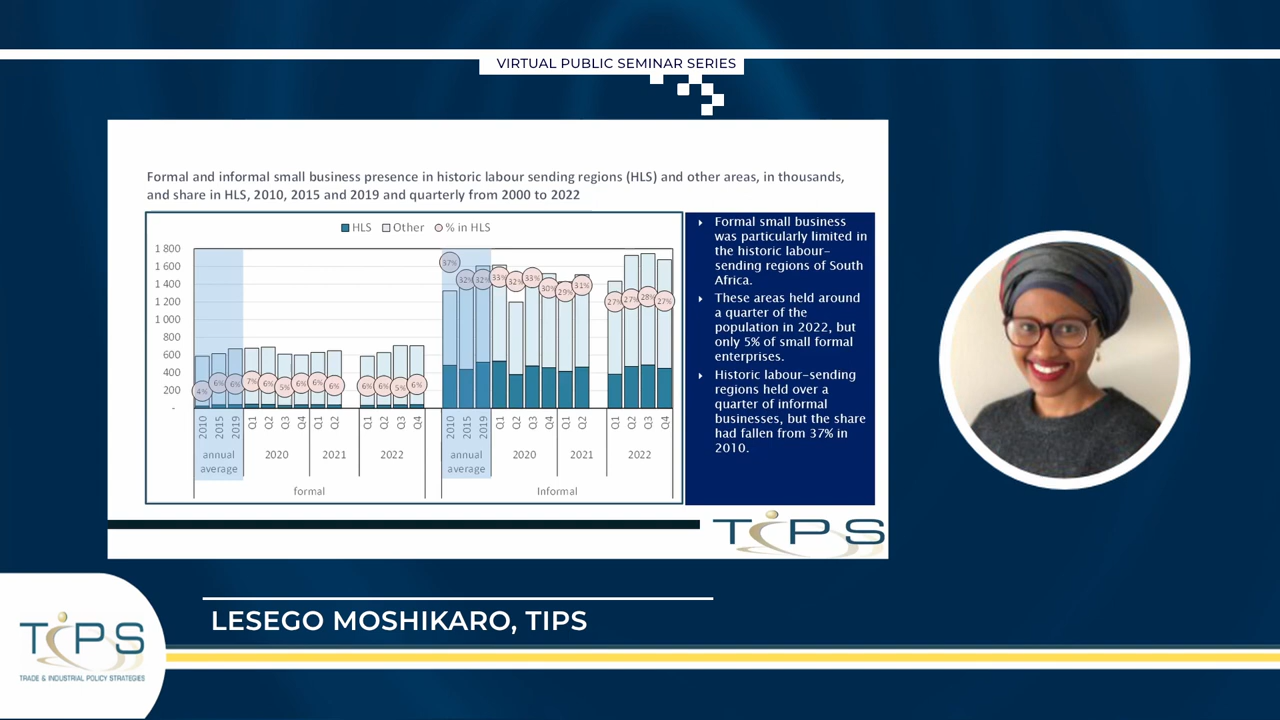 VIRTUAL PUBLIC SEMINAR SERIES
Formal and informal small business presence in historic labour sending regions (HLS) and other areas, in thousands,
and share in HLS, 2010, 2015 and 2019 and quarterly from 2000 to 2022
HLS Other % in HLS
1 800
1 600
1 400
1 200
1 000
800
600
400
200
-
4% 6% 6% 7% 6% 5% 6% 6% 6% 6% 6% 5% 6%
37% 32% 32% 33% 32% 33% 30% 29% 31% 27% 27% 28% 27%
2010 2015 2019 Q1 Q2 Q3 Q4 Q1 Q2 Q1 Q2 Q3 Q4 2010 2015 2019 Q1 Q2 Q3 Q4 Q1 Q2 Q1 Q2 Q3 Q4
annual
average
2020 2021 2022
annual
average
2020 2021 2022
formal Informal
Formal small business
was particularly limited in
the historic labour-
sending regions of South
Africa.
These areas held around
a quarter of the
population in 2022, but
only 5% of small formal
enterprises.
Historic labour-sending
regions held over a
quarter of informal
businesses, but the share
had fallen from 37% in
2010.
TIPS
LESEGO MOSHIKARO, TIPS
TIPS
TRADE & INDUSTRIAL POLICY STRATEGIES